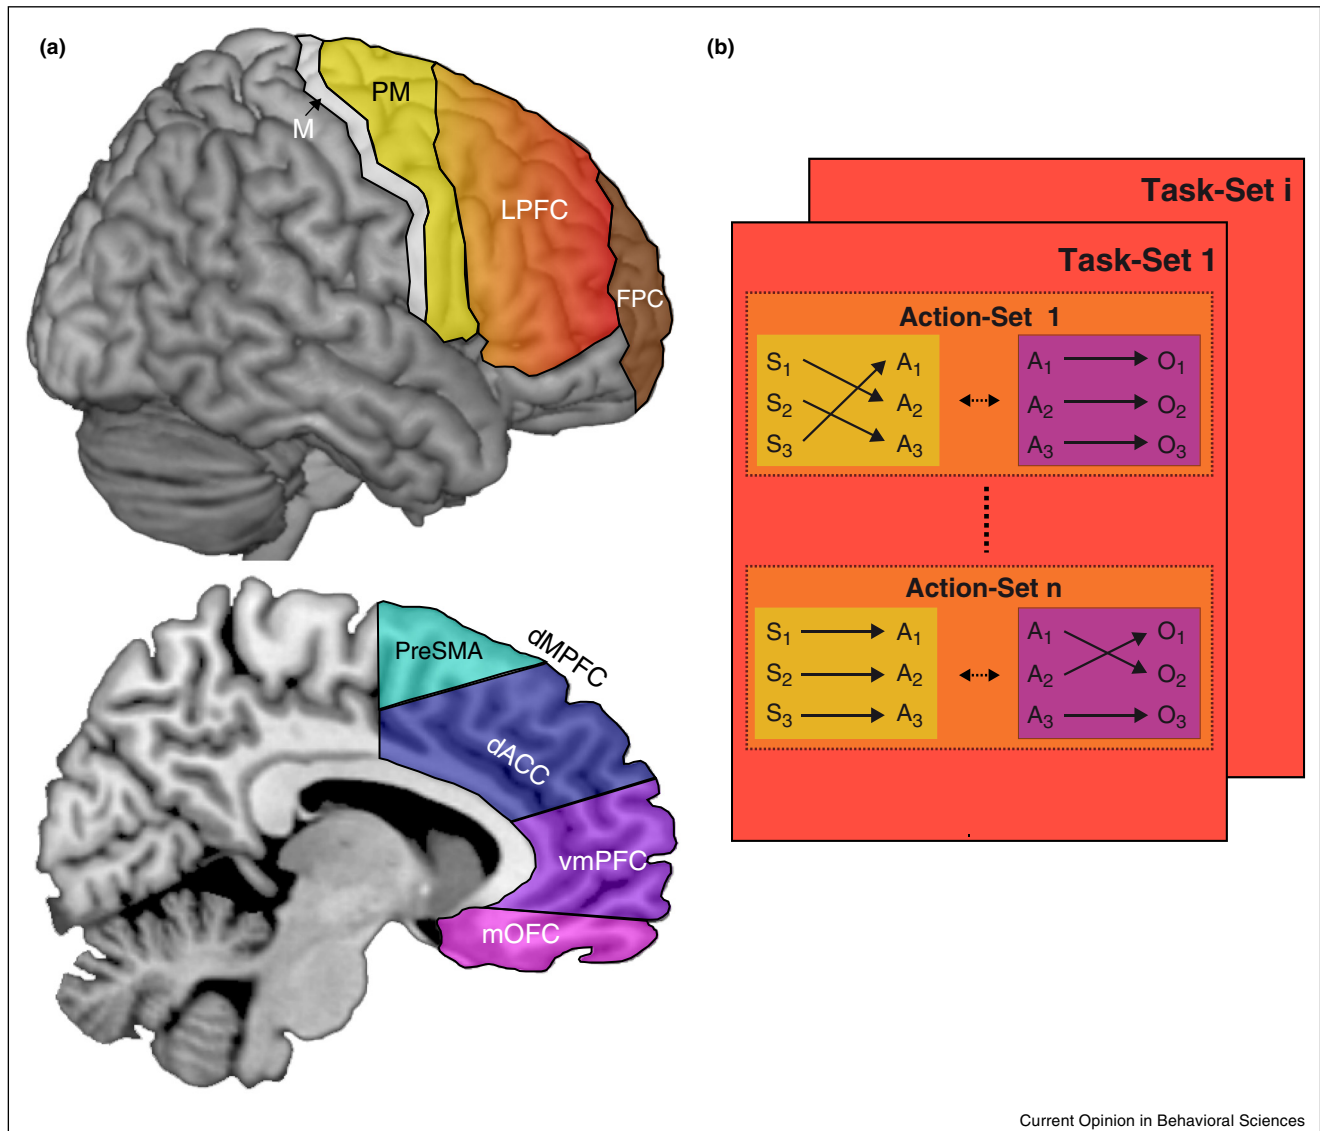 (a)
PM
M
LPFC
FPC
PreSMA
dMPFC
dACC
vmPFC
mOFC
(b)
Task-Set i
Task-Set 1
Action-Set 1
S1 A1 A1 O1
S2 A2 A2 O2
S3 A3 A3 O3
Action-Set n
S1 A1 A1 O1
S2 A2 A2 O2
S3 A3 A3 O3
Current Opinion in Behavioral Sciences